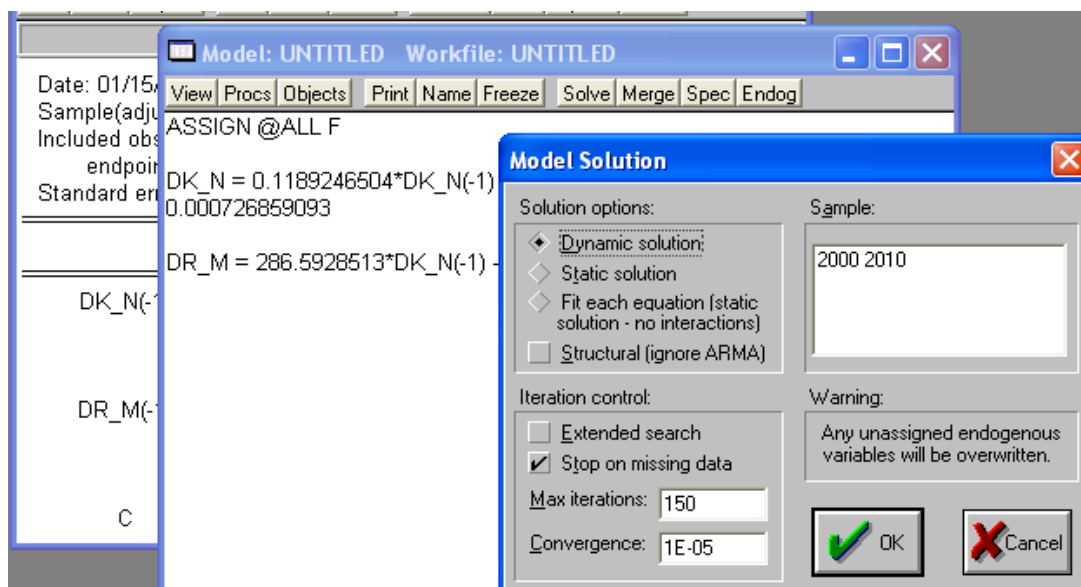 Model: UNTITLED Workfile: UNTITLED
View Procs Objects Print Name Freeze Solve Merge Spec Endog
Date: 01/15/
Sample(adju
Included obs
endpoin
Standard err
DK_N(-1
DR_M(-1
C
ASSIGN @ALL F
DK_N = 0.1189246504*DK_N(-1)
0.000726859093
DR_M = 286.5928513*DK_N(-1) -
Model Solution
Solution options:
Dynamic solution
Static solution
Fit each equation (static
solution - no interactions)
Structural (ignore ARMA)
Sample:
2000 2010
Iteration control:
Extended search
Stop on missing data
Max iterations: 150
Convergence: 1E-05
Warning:
Any unassigned endogenous
variables will be overwritten.
OK
Cancel